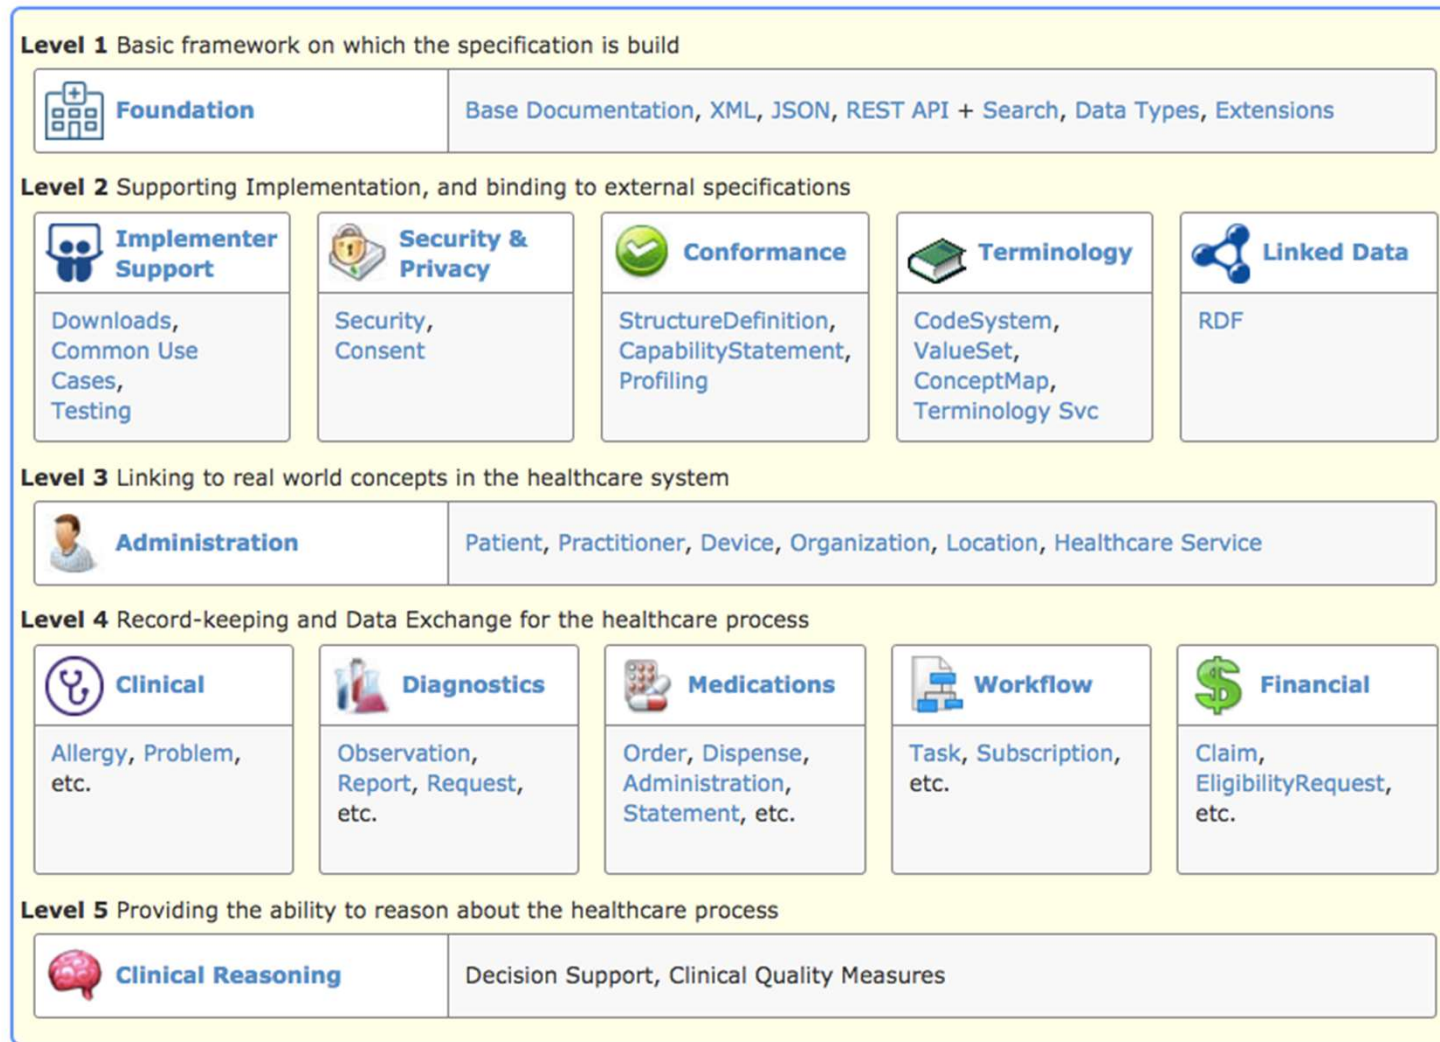 Level 1 Basic framework on which the specification is build
Foundation
Base Documentation, XML, JSON, REST API + Search, Data Types, Extensions
Level 2 Supporting Implementation, and binding to external specifications
Implementer
Support
Downloads,
Common Use
Cases,
Testing
Security &
Privacy
Security,
Consent
Conformance
StructureDefinition,
CapabilityStatement,
Profiling
Terminology
CodeSystem,
ValueSet,
ConceptMap,
Terminology Svc
Linked Data
RDF
Level 3 Linking to real world concepts in the healthcare system
Administration
Patient, Practitioner, Device, Organization, Location, Healthcare Service
Level 4 Record-keeping and Data Exchange for the healthcare process
Clinical
Allergy, Problem,
etc.
Diagnostics
Observation,
Report, Request,
etc.
Medications
Order, Dispense,
Administration,
Statement, etc.
Workflow
Task, Subscription,
etc.
Financial
Claim,
EligibilityRequest,
etc.
Level 5 Providing the ability to reason about the healthcare process
Clinical Reasoning
Decision Support, Clinical Quality Measures